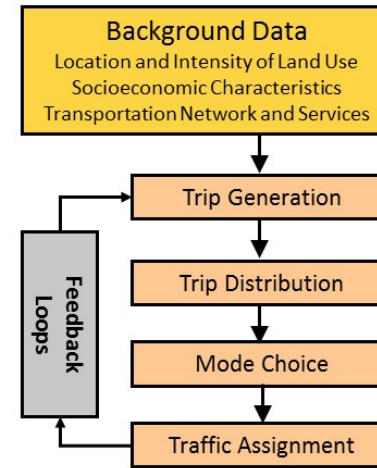 Background Data
Location and Intensity of Land Use
Socioeconomic Characteristics
Transportation Network and Services
Trip Generation
Trip Distribution
Mode Choice
Traffic Assignment
Feedback
Loops